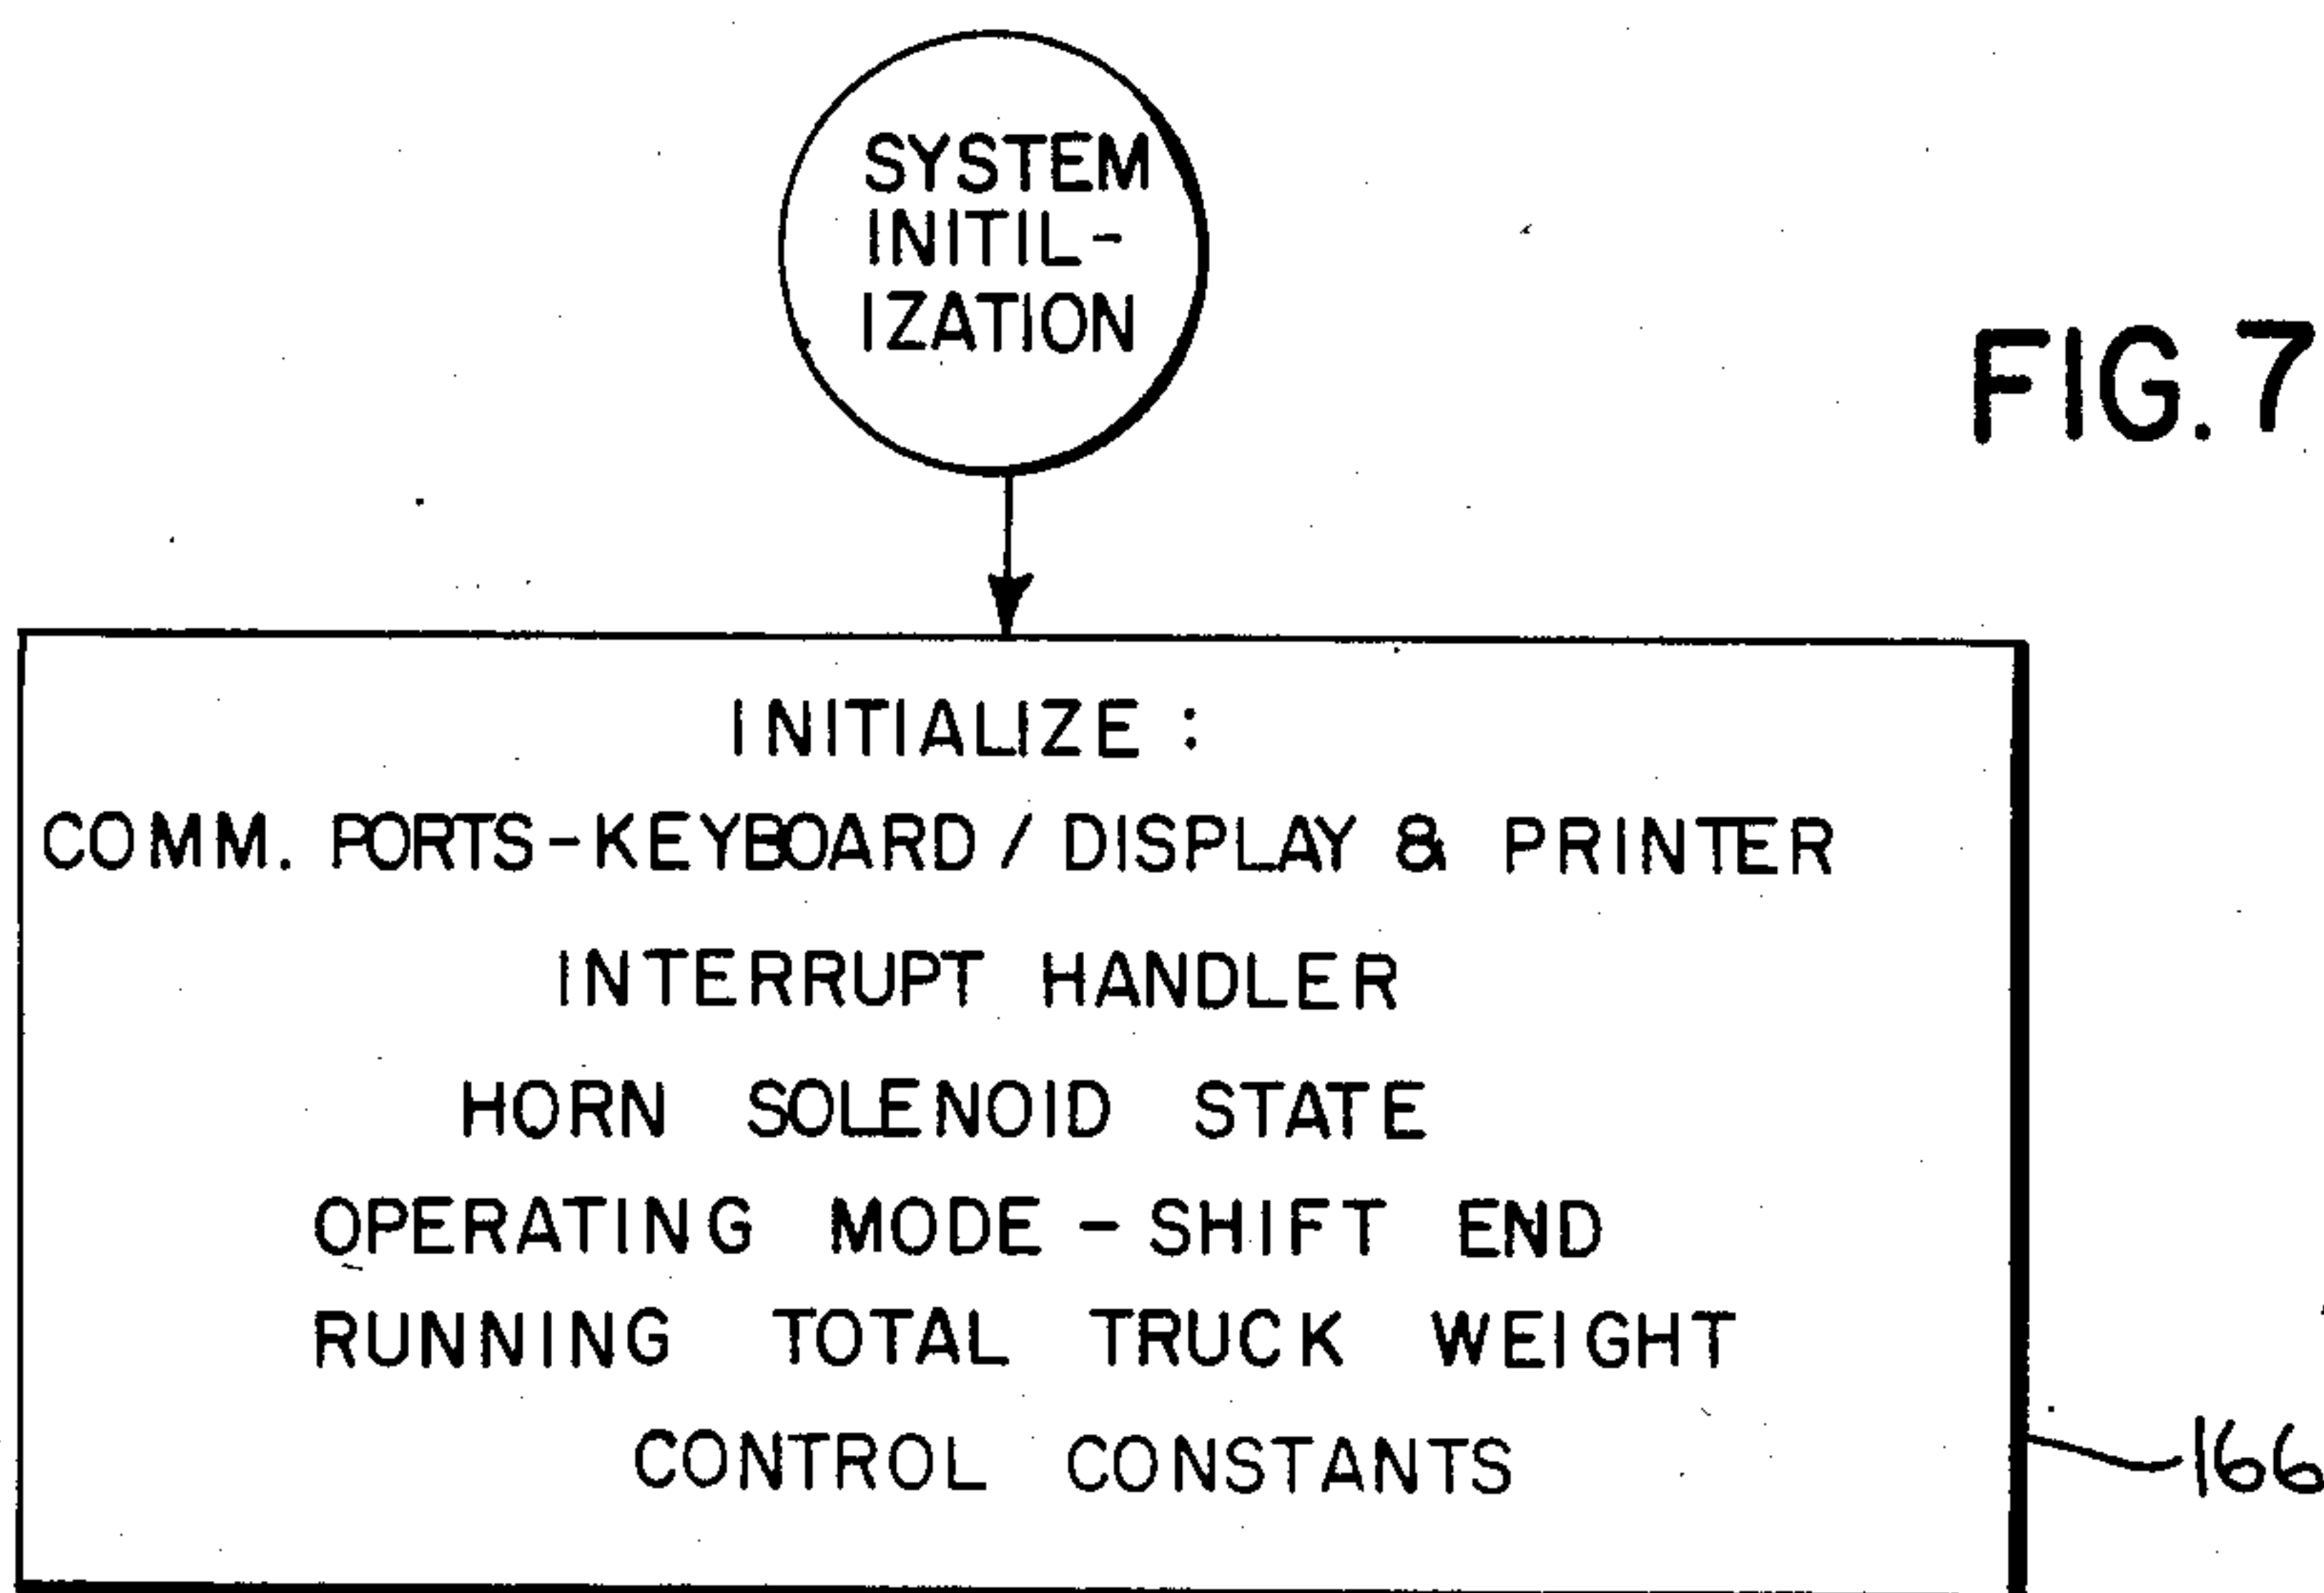 SYSTEM
INITIL-
IZATION
FIG. 7
INITIALIZE :
COMM. PORTS-KEYBOARD / DISPLAY & PRINTER
INTERRUPT HANDLER
HORN SOLENOID STATE
OPERATING MODE - SHIFT END
RUNNING TOTAL TRUCK WEIGHT
CONTROL CONSTANTS
166